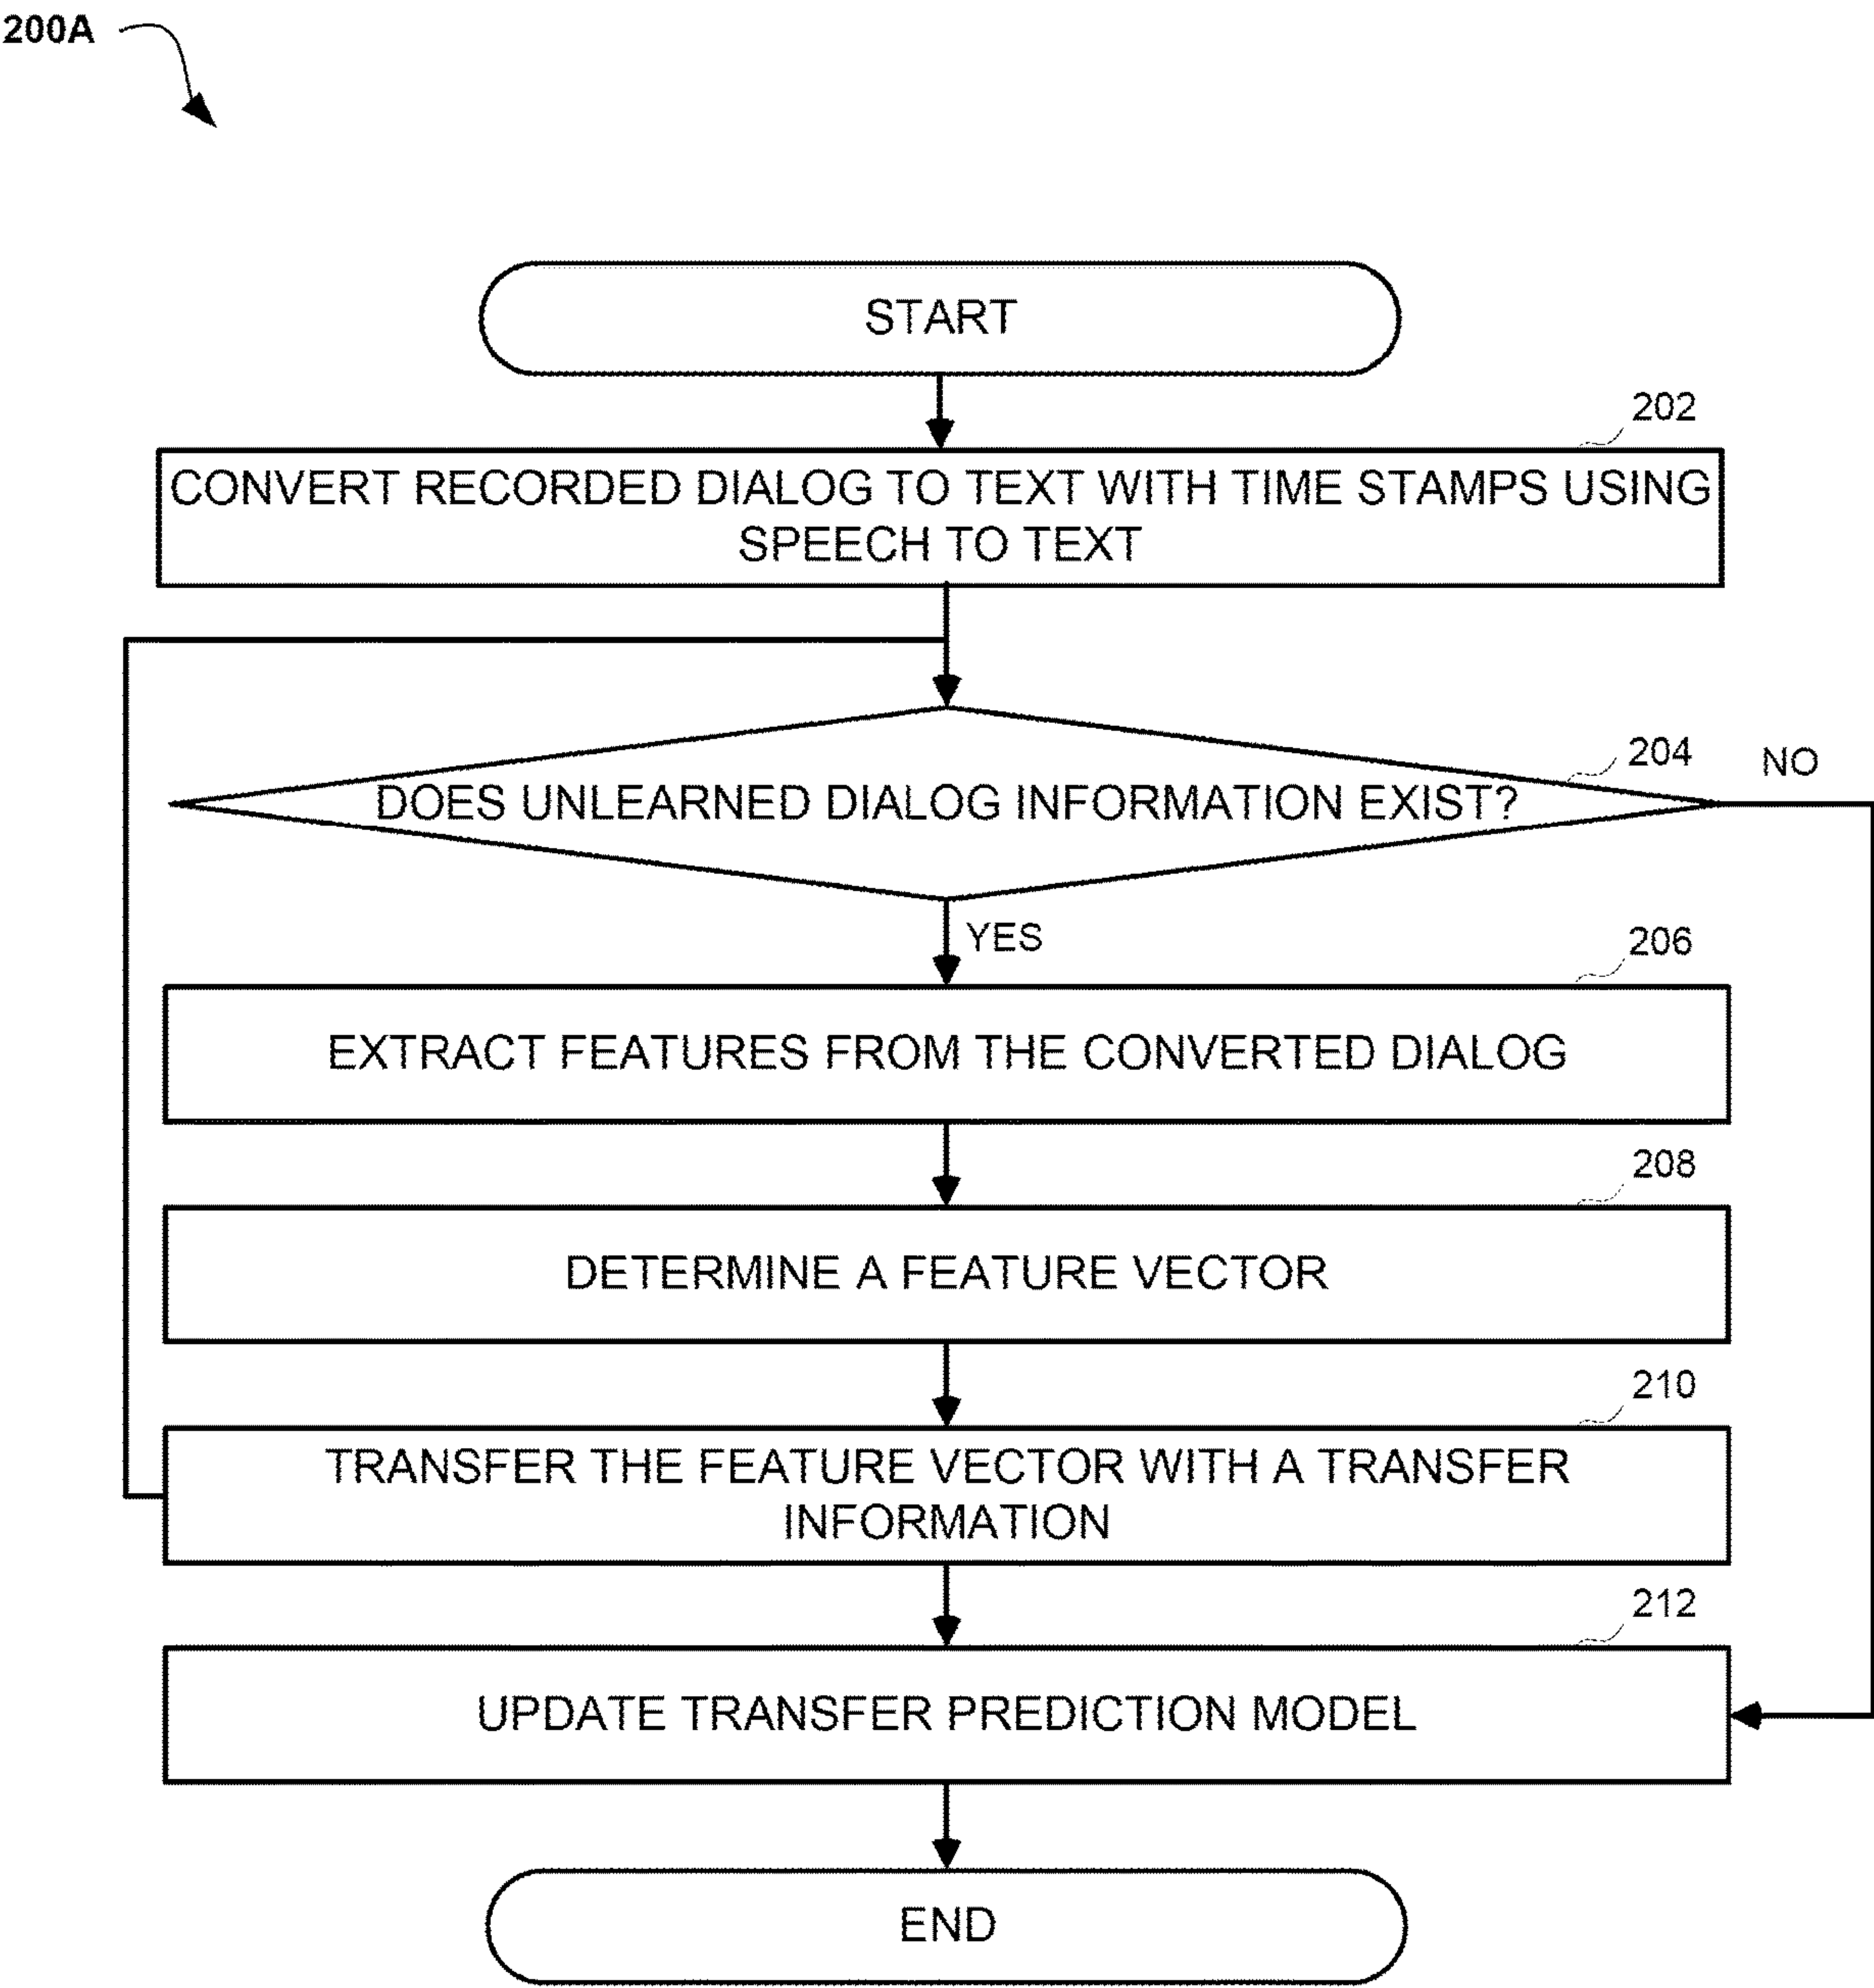 200A
START
202
CONVERT RECORDED DIALOG TO TEXT WITH TIME STAMPS USING
SPEECH TO TEXT
204
NO
DOES UNLEARNED DIALOG INFORMATION EXIST?
YES
206
EXTRACT FEATURES FROM THE CONVERTED DIALOG
208
DETERMINE A FEATURE VECTOR
210
TRANSFER THE FEATURE VECTOR WITH A TRANSFER
INFORMATION
212
UPDATE TRANSFER PREDICTION MODEL
END